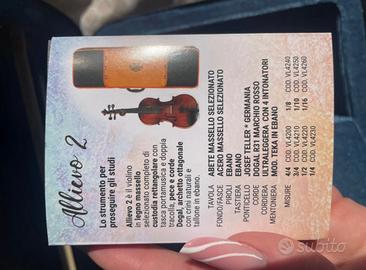 Allievo 2
Lo strumento per
proseguire gli studi
Allievo 2 è il violino
in legno massello
selezionato completo di
custodia rettangolare con
tasca portamusica e doppia
tracolla, pece e corde
Dogal, archetto ottagonale
con crini naturali e
tallone in ebano.
TAVOLA ABETE MASSELLO SELEZIONATO
FONDO/FASCE ACERO MASSELLO SELEZIONATO
PIROLI EBANO
TASTIERA EBANO
PONTICELLO JOSEF TELLER * GERMANIA
CORDE DOGAL R31 MARCHIO ROSSO
CORDIERA ULTRALEGGERA CON 4 INTONATORI
MENTONIERA MOD. TEKA IN EBANO
MISURE 4/4 COD. VL4200 1/8 COD. VL4240
3/4 COD. VL4210 1/10 COD. VL4250
1/2 COD. VL4220 1/16 COD. VL4260
1/4 COD. VL4230
subito